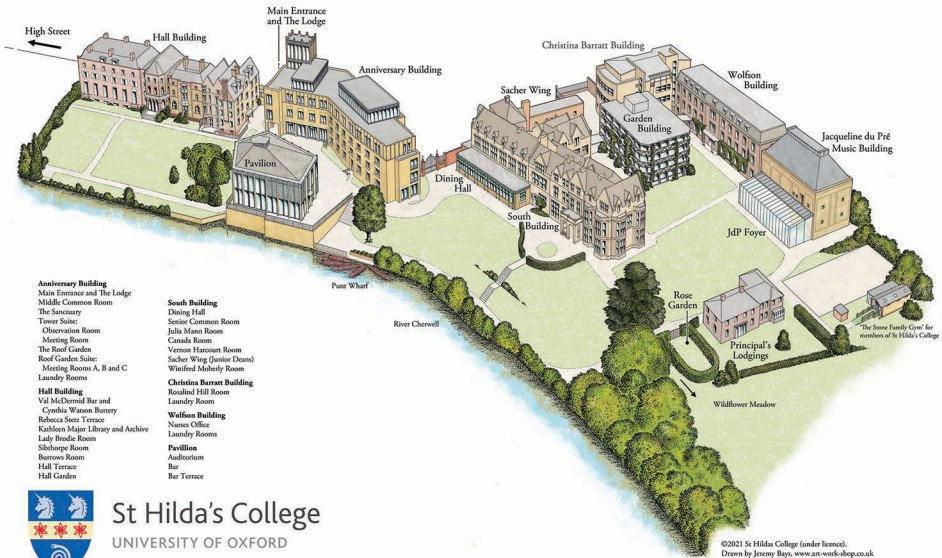 High Street
Hall Building
Main Entrance
and The Lodge
Anniversary Building
Christina Barratt Building
Sacher Wing
Wolfson
Building
Garden
Building
Jacqueline du Pré
Music Building
Pavilion
Dining
Hall
South
Building
JdP Foyer
Punt Wharf
River Cherwell
Rose
Garden
Principal's
Lodgings
'The Stone Family Gym' for
members of St Hilda's College
Wildflower Meadow
Anniversary Building
Main Entrance and The Lodge
Middle Common Room
The Sanctuary
Tower Suite:
Observation Room
Meeting Room
The Roof Garden
Roof Garden Suite:
Meeting Rooms A, B and C
Laundry Rooms
Hall Building
Val McDermid Bar and
Cynthia Watson Buttery
Rebecca Stetz Terrace
Kathleen Major Library and Archive
Lady Brodie Room
Sibthorpe Room
Burrows Room
Hall Terrace
Hall Garden
South Building
Dining Hall
Senior Common Room
Julia Mann Room
Canada Room
Vernon Harcourt Room
Sacher Wing (Junior Deans)
Winifred Moberly Room
Christina Barratt Building
Rosalind Hill Room
Laundry Room
Wolfson Building
Nurses Office
Laundry Rooms
Pavillion
Auditorium
Bar
Bar Terrace
St Hilda's College
UNIVERSITY OF OXFORD
©2021 St Hildas College (under licence).
Drawn by Jeremy Bays, www.art-work-shop.co.uk